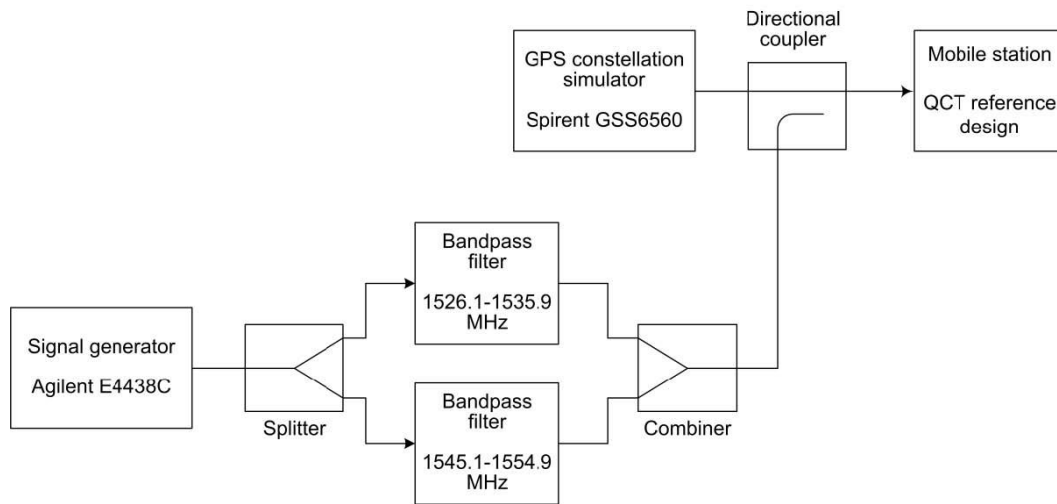 Directional
coupler
GPS constellation
simulator
Spirent GSS6560
Mobile station
QCT reference
design
Bandpass
filter
1526.1-1535.9
MHz
Signal generator
Agilent E4438C
Splitter
Bandpass
filter
1545.1-1554.9
MHz
Combiner